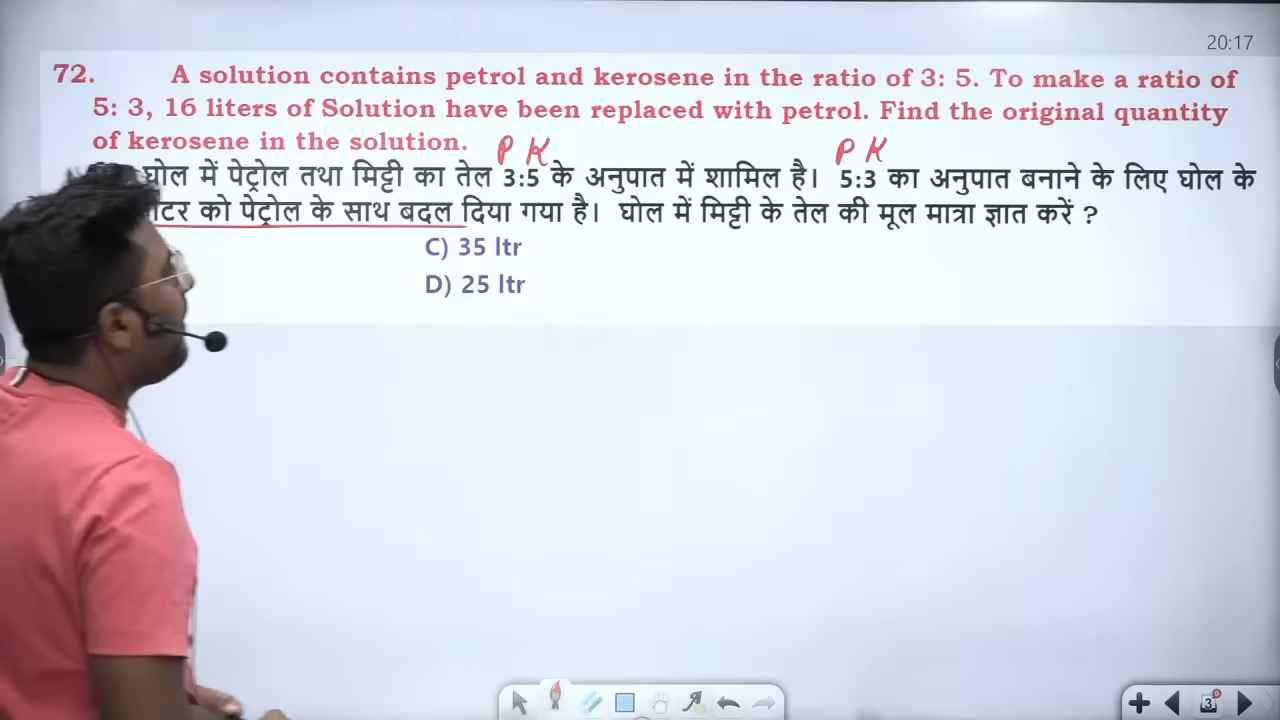 20:17
72. A solution contains petrol and kerosene in the ratio of 3: 5. To make a ratio of
5: 3, 16 liters of Solution have been replaced with petrol. Find the original quantity
of kerosene in the solution.
P K P K
घोल में पेट्रोल तथा मिट्टी का तेल 3:5 के अनुपात में शामिल है। 5:3 का अनुपात बनाने के लिए घोल के
को पेट्रोल के साथ बदल दिया गया है। घोल में मिट्टी के तेल की मूल मात्रा ज्ञात करें ?
C) 35 ltr
D) 25 ltr